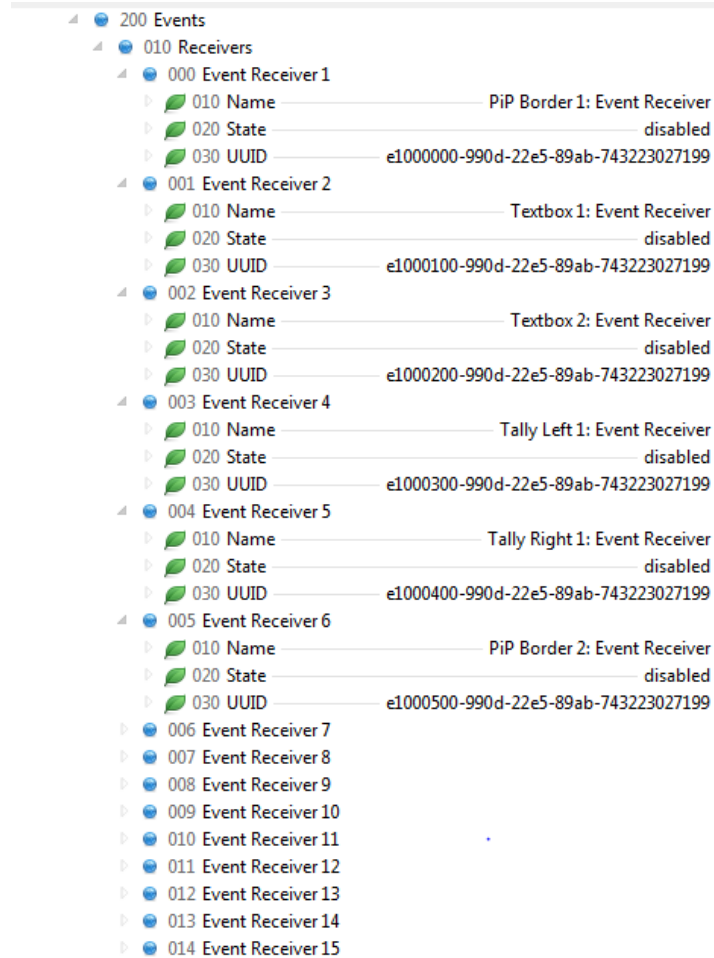 200 Events
010 Receivers
000 Event Receiver 1
010 Name PiP Border 1: Event Receiver
020 State disabled
030 UUID e1000000-990d-22e5-89ab-743223027199
001 Event Receiver 2
010 Name Textbox 1: Event Receiver
020 State disabled
030 UUID e1000100-990d-22e5-89ab-743223027199
002 Event Receiver 3
010 Name Textbox 2: Event Receiver
020 State disabled
030 UUID e1000200-990d-22e5-89ab-743223027199
003 Event Receiver 4
010 Name Tally Left 1: Event Receiver
020 State disabled
030 UUID e1000300-990d-22e5-89ab-743223027199
004 Event Receiver 5
010 Name Tally Right 1: Event Receiver
020 State disabled
030 UUID e1000400-990d-22e5-89ab-743223027199
005 Event Receiver 6
010 Name PiP Border 2: Event Receiver
020 State disabled
030 UUID e1000500-990d-22e5-89ab-743223027199
006 Event Receiver 7
007 Event Receiver 8
008 Event Receiver 9
009 Event Receiver 10
010 Event Receiver 11
011 Event Receiver 12
012 Event Receiver 13
013 Event Receiver 14
014 Event Receiver 15